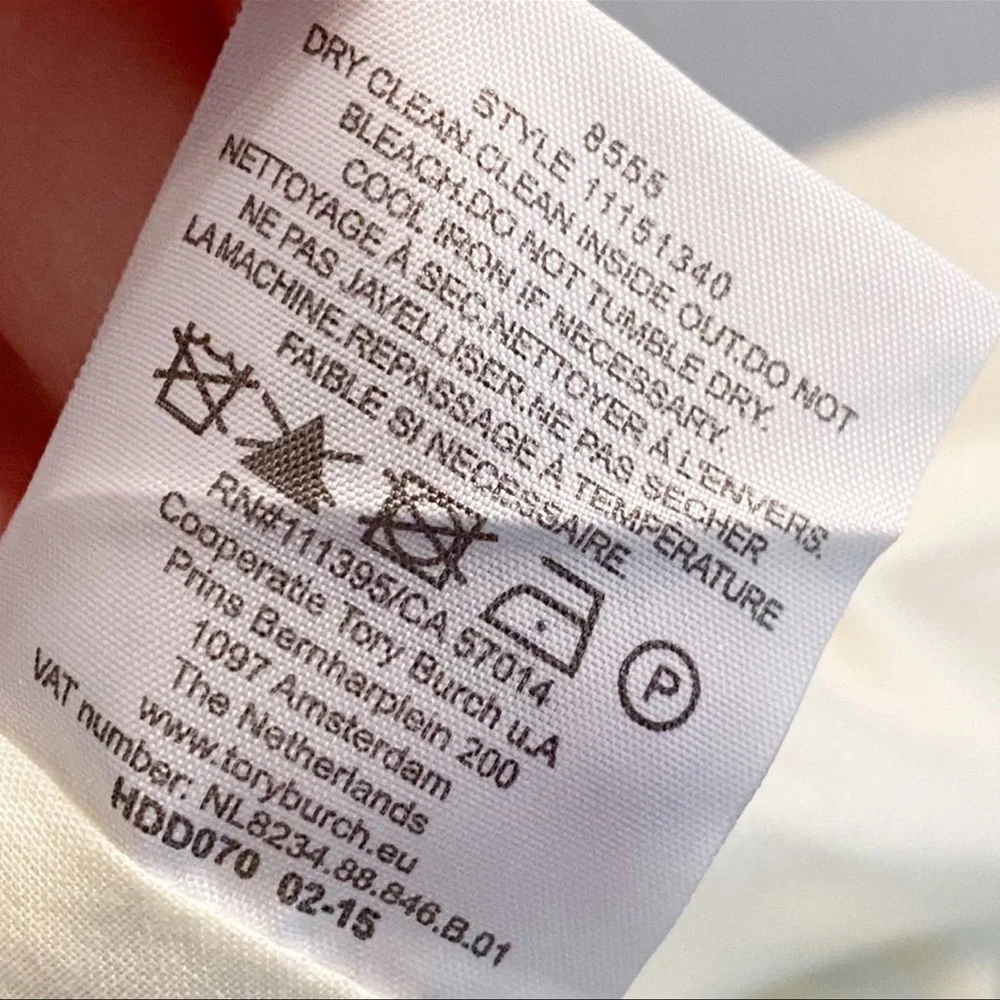 8555
STYLE 11151340
DRY CLEAN.CLEAN INSIDE OUT.DO NOT
BLEACH.DO NOT TUMBLE DRY.
COOL IRON IF NECESSARY.
NETTOYAGE À SEC.NETTOYER À L'ENVERS.
NE PAS JAVELLISER.NE PAS SECHER
LA MACHINE.REPASSAGE À TEMPÉRATURE
FAIBLE SI NECESSAIRE.
P
RN#111395/CA 57014
Cooperatie Tory Burch u.A
Prins Bernharplein 200
1097 Amsterdam
The Netherlands
www.toryburch.eu
VAT number: NL8234.88.846.B.01
HDD070 02-15